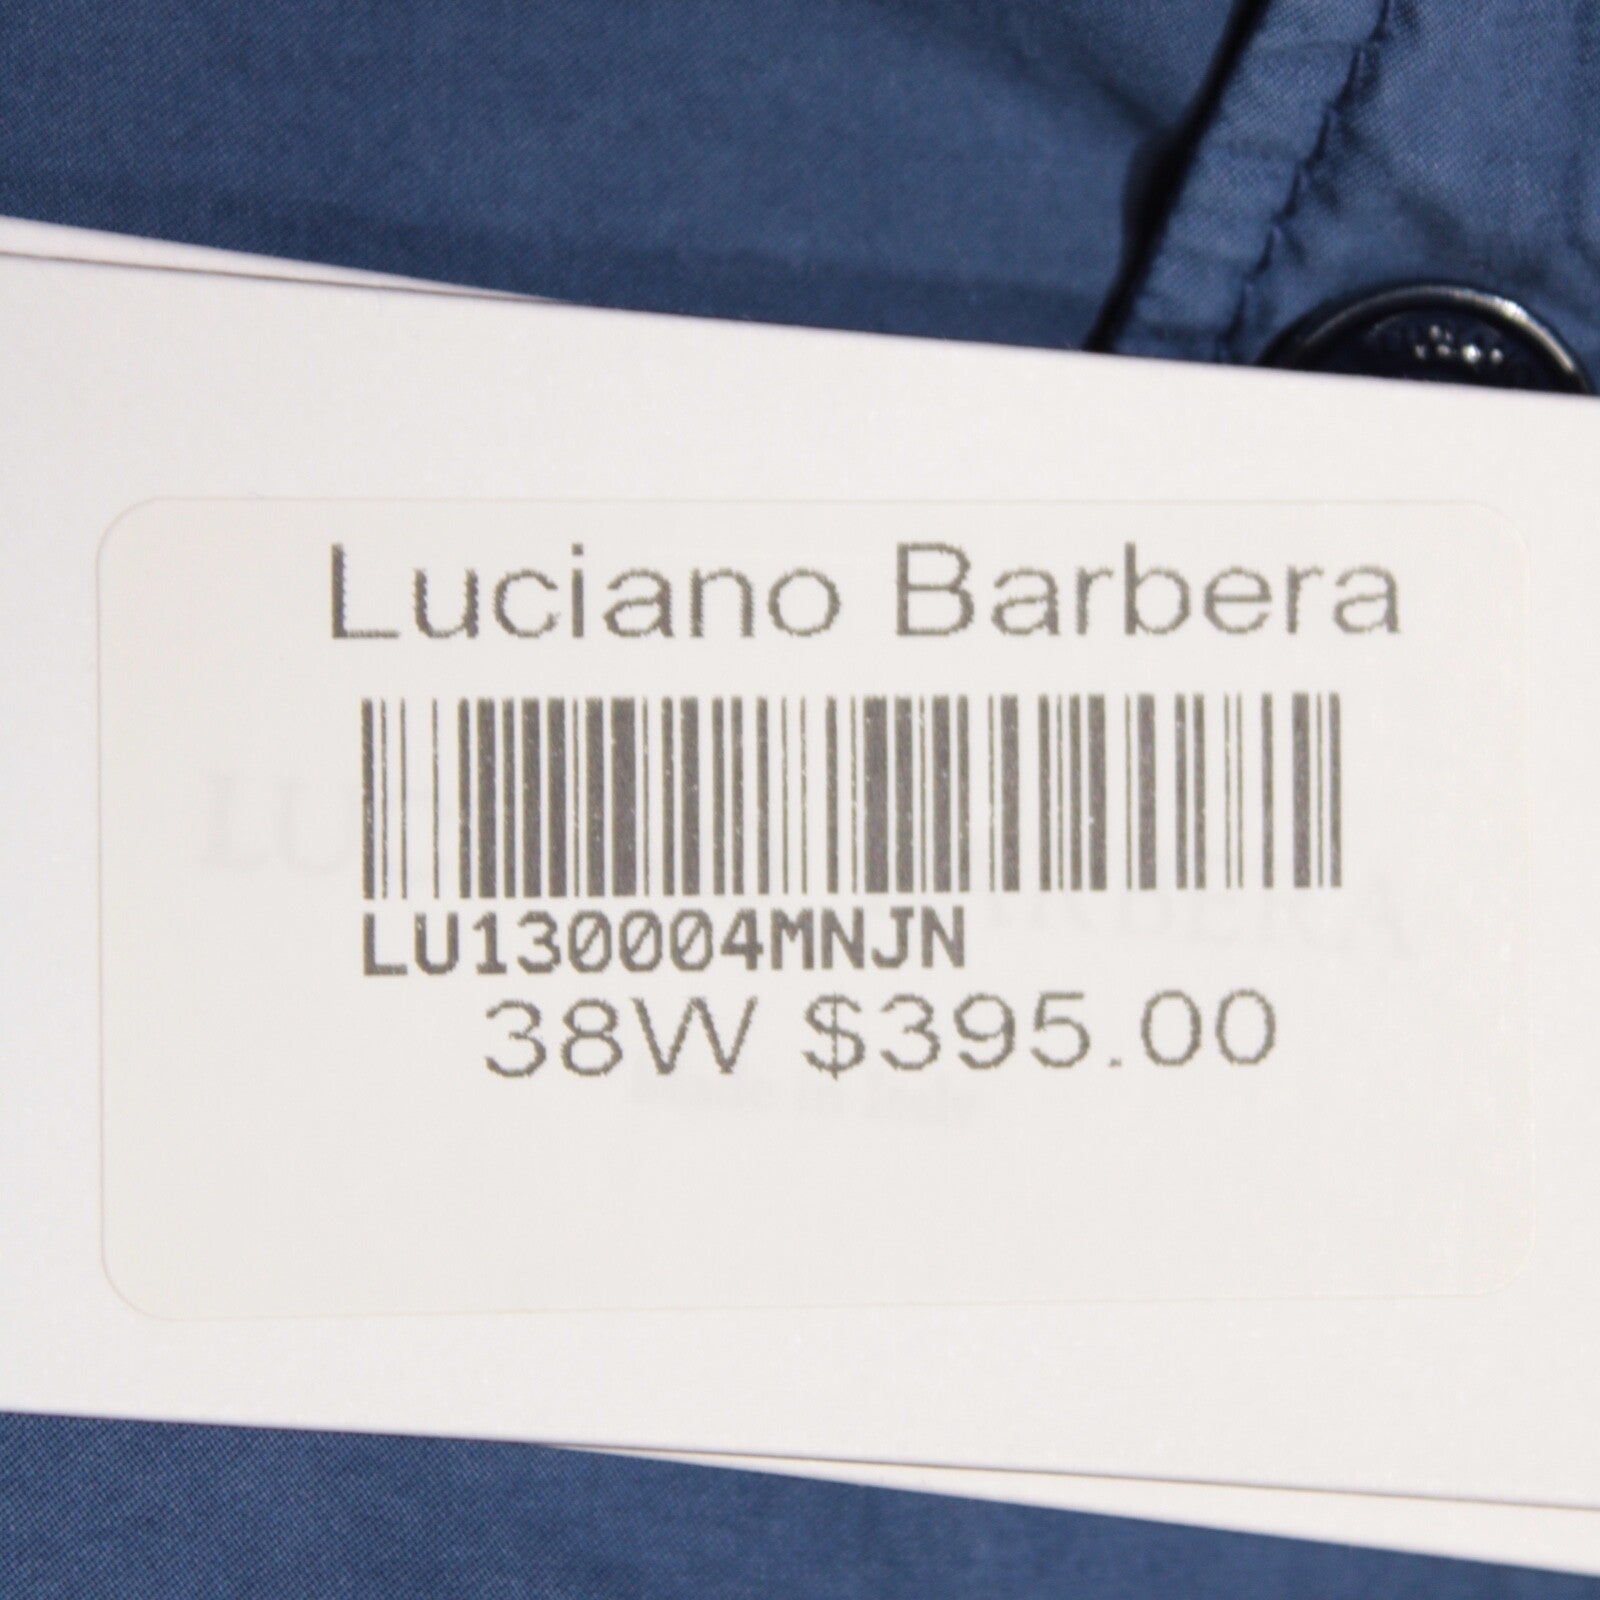 Luciano Barbera
LU130004MNJN
38W $395.00